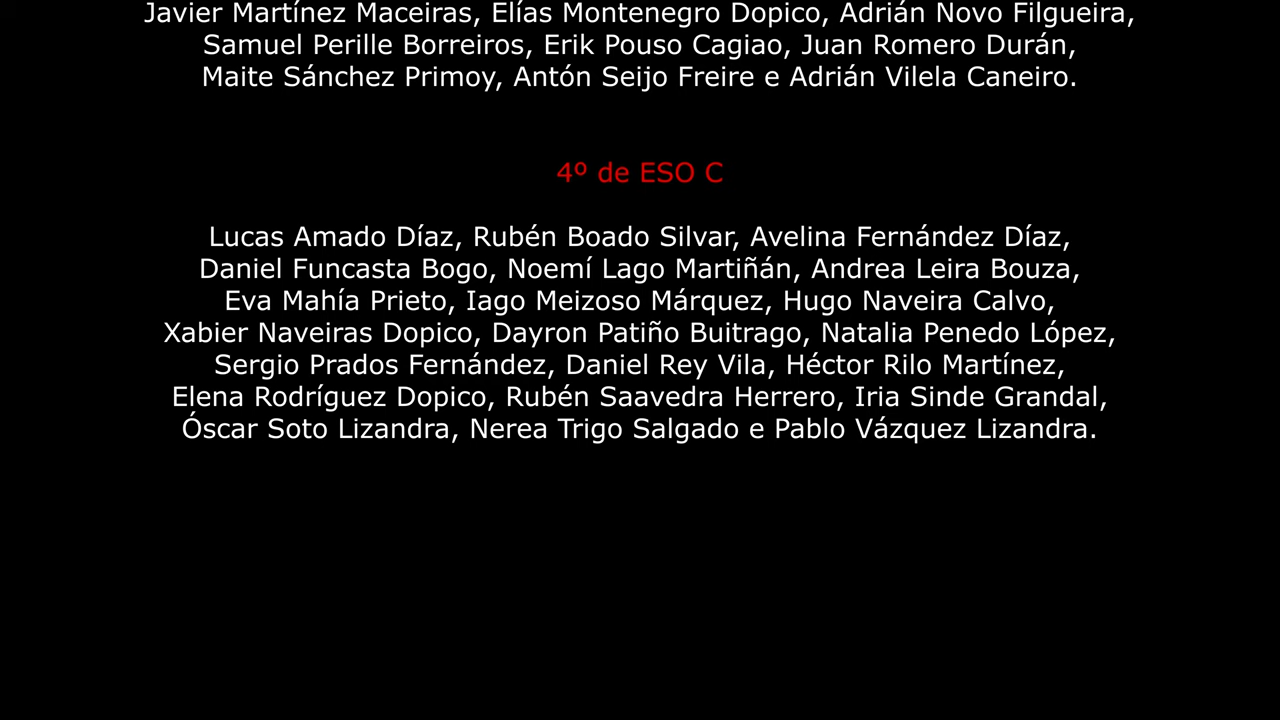 Javier Martínez Maceiras, Elías Montenegro Dopico, Adrián Novo Filgueira,
Samuel Perille Borreiros, Erik Pouso Cagiao, Juan Romero Durán,
Maite Sánchez Primoy, Antón Seijo Freire e Adrián Vilela Caneiro.
4º de ESO C
Lucas Amado Díaz, Rubén Boado Silvar, Avelina Fernández Díaz,
Daniel Funcasta Bogo, Noemí Lago Martiñán, Andrea Leira Bouza,
Eva Mahía Prieto, Iago Meizoso Márquez, Hugo Naveira Calvo,
Xabier Naveiras Dopico, Dayron Patiño Buitrago, Natalia Penedo López,
Sergio Prados Fernández, Daniel Rey Vila, Héctor Rilo Martínez,
Elena Rodríguez Dopico, Rubén Saavedra Herrero, Iria Sinde Grandal,
Óscar Soto Lizandra, Nerea Trigo Salgado e Pablo Vázquez Lizandra.